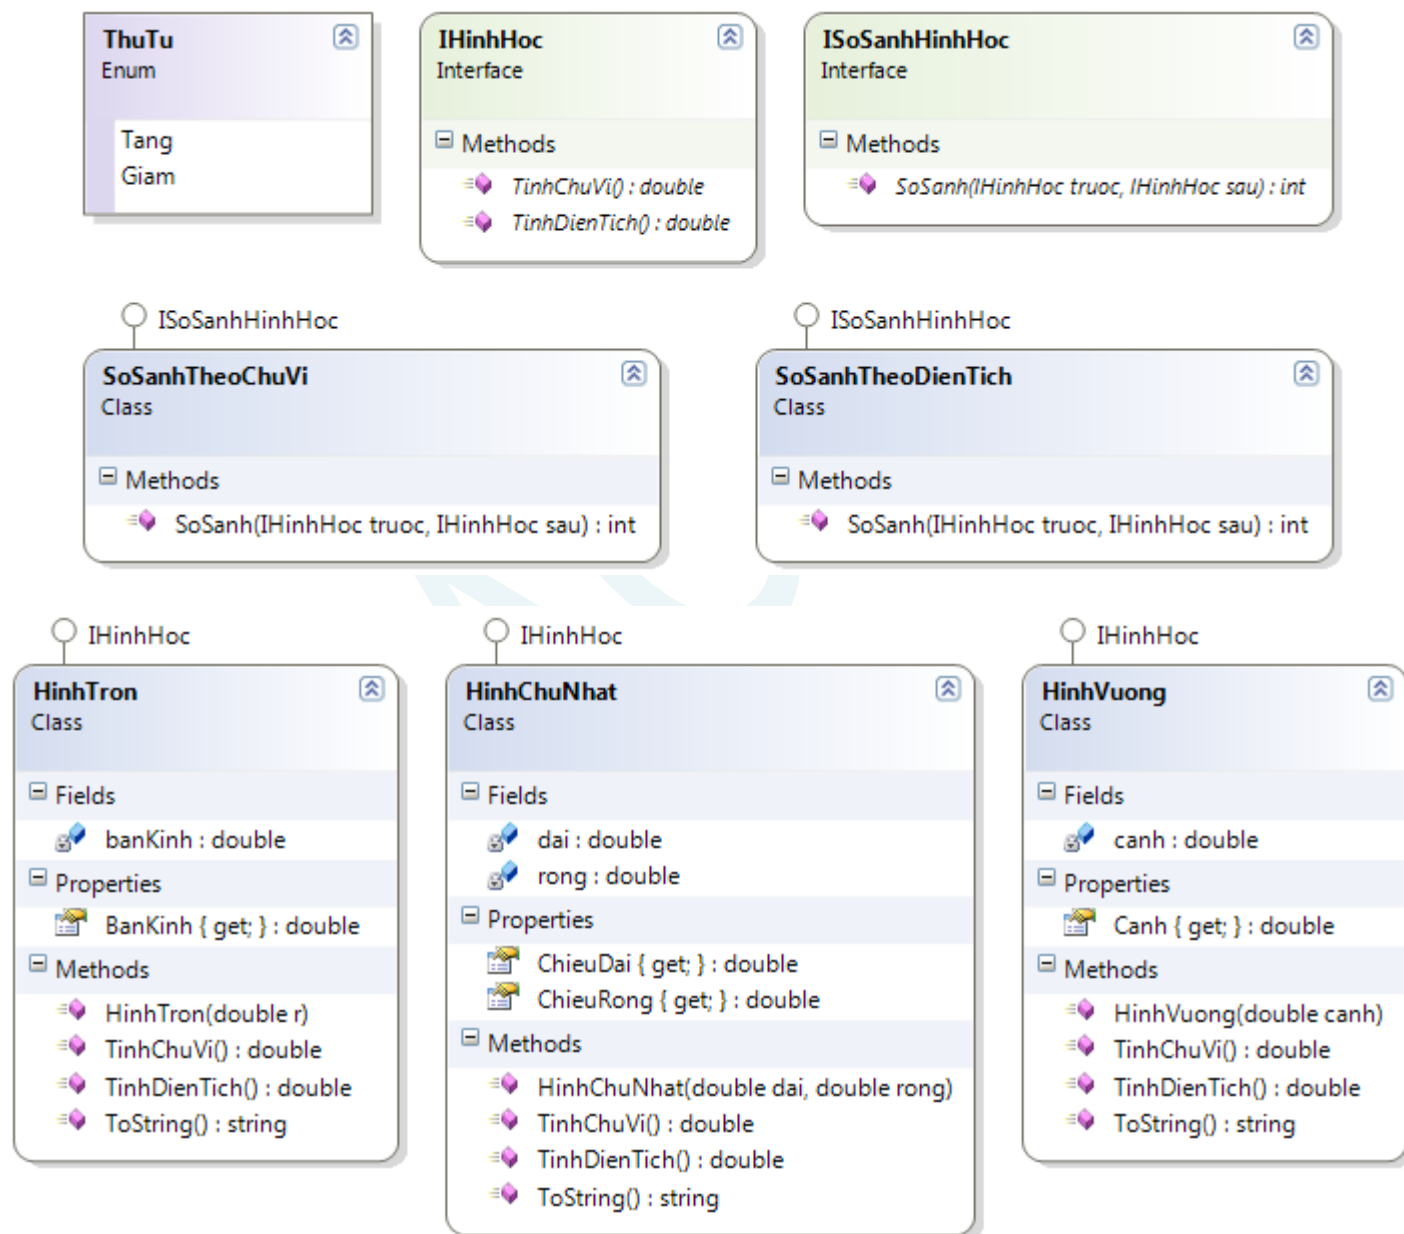 ThuTu
Enum
Tang
Giam
IHinhHoc
Interface
Methods
TinhChuVi() : double
TinhDienTich() : double
ISoSanhHinhHoc
Interface
Methods
SoSanh(IHinhHoc truoc, IHinhHoc sau) : int
ISoSanhHinhHoc
SoSanhTheoChuVi
Class
Methods
SoSanh(IHinhHoc truoc, IHinhHoc sau) : int
ISoSanhHinhHoc
SoSanhTheoDienTich
Class
Methods
SoSanh(IHinhHoc truoc, IHinhHoc sau) : int
IHinhHoc
HinhTron
Class
Fields
banKinh : double
Properties
BanKinh { get; } : double
Methods
HinhTron(double r)
TinhChuVi() : double
TinhDienTich() : double
ToString() : string
IHinhHoc
HinhChuNhat
Class
Fields
dai : double
rong : double
Properties
ChieuDai { get; } : double
ChieuRong { get; } : double
Methods
HinhChuNhat(double dai, double rong)
TinhChuVi() : double
TinhDienTich() : double
ToString() : string
IHinhHoc
HinhVuong
Class
Fields
canh : double
Properties
Canh { get; } : double
Methods
HinhVuong(double canh)
TinhChuVi() : double
TinhDienTich() : double
ToString() : string